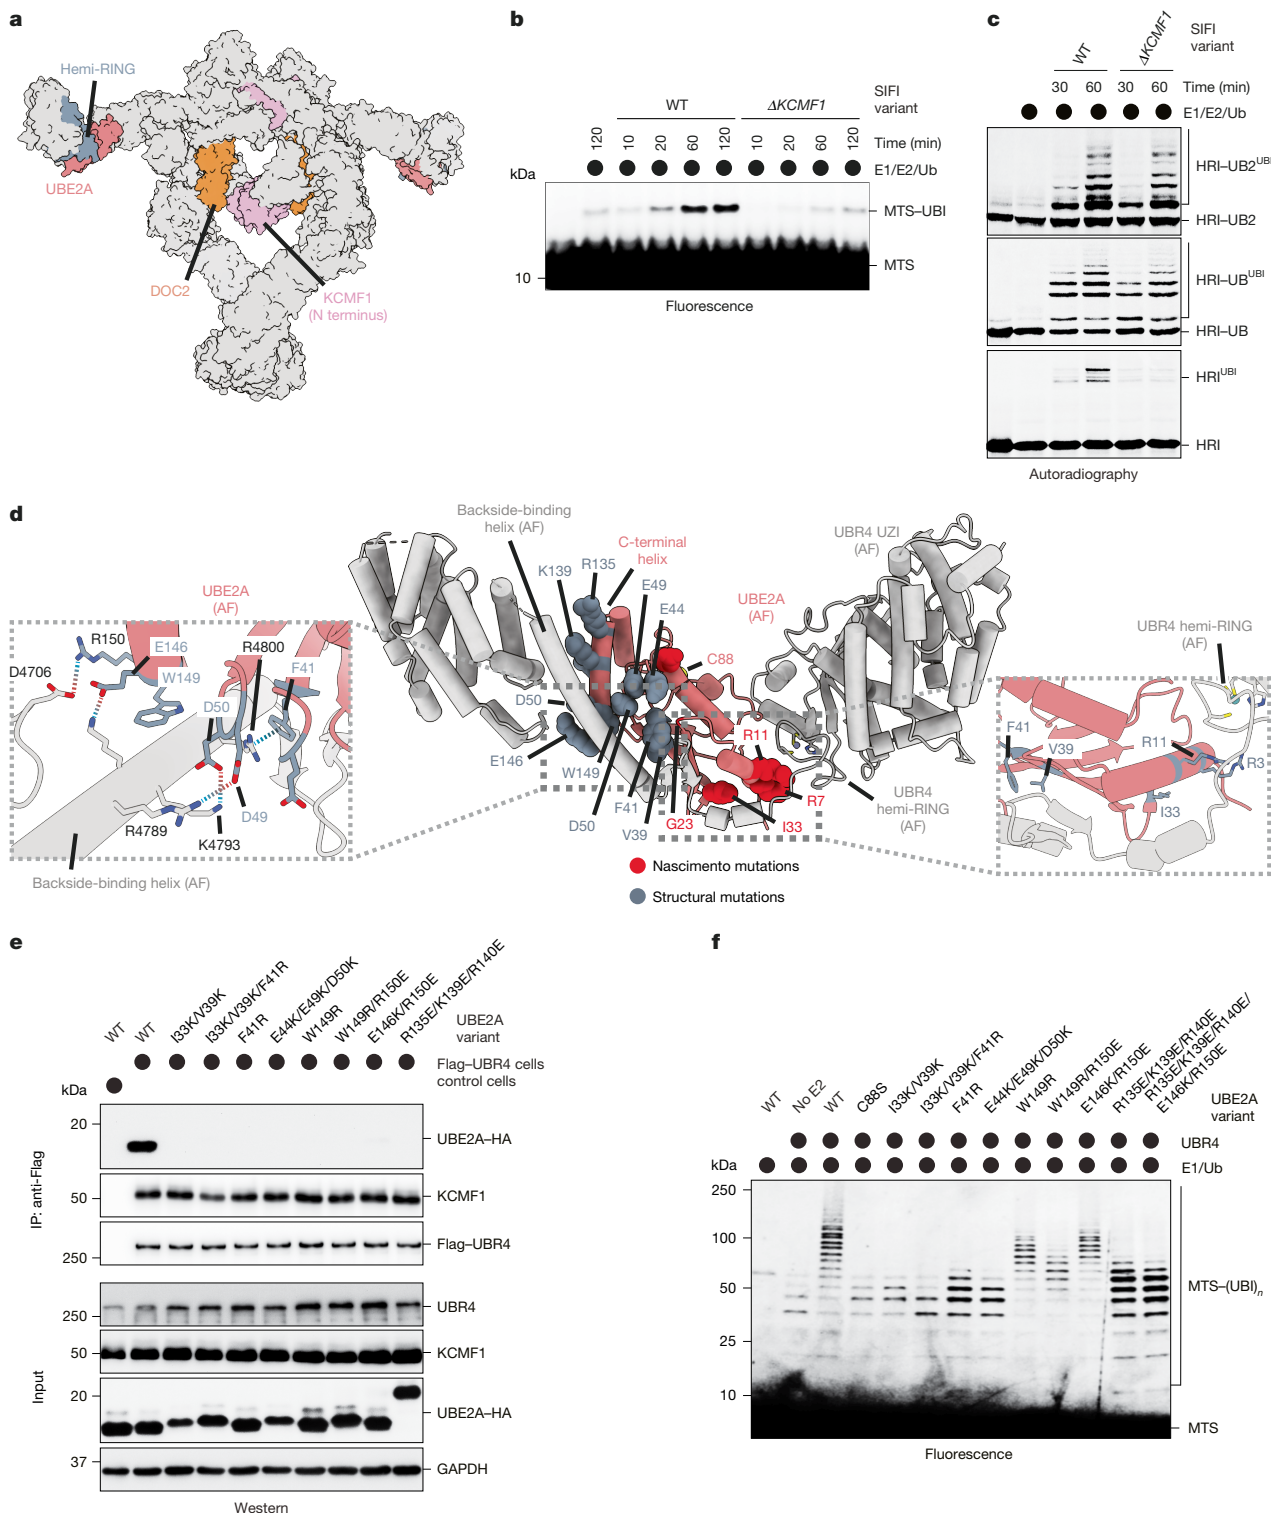 a
Hemi-RING
UBE2A
DOC2
KCMF1
(N terminus)
b
SIFI
variant
WT
ΔKCMF1
Time (min)
120
10
20
60
120
10
20
60
120
E1/E2/Ub
kDa
MTS–UBI
MTS
10
Fluorescence
c
SIFI
variant
WT
ΔKCMF1
30
60
30
60
Time (min)
E1/E2/Ub
HRI–UB2^UBI
HRI–UB2
HRI–UB^UBI
HRI–UB
HRI^UBI
HRI
Autoradiography
d
Backside-binding
helix (AF)
C-terminal
helix
UBR4 UZI
(AF)
R135
K139
E49
E44
UBE2A
(AF)
C88
D50
E146
W149
D50
F41
V39
G23
I33
R11
R7
UBR4
hemi-RING
(AF)
UBE2A
(AF)
R150
E146
R4800
D4706
W149
F41
D50
D49
R4789
K4793
Backside-binding helix (AF)
UBR4 hemi-RING
(AF)
F41
V39
R11
R3
I33
Nascimento mutations
Structural mutations
e
WT
WT
I33K/V39K
I33K/V39K/F41R
F41R
E44K/E49K/D50K
W149R
W149R/R150E
E146K/R150E
R135E/K139E/R140E
UBE2A
variant
Flag–UBR4 cells
control cells
kDa
20
UBE2A–HA
50
KCMF1
250
Flag–UBR4
IP: anti-Flag
250
UBR4
50
KCMF1
20
UBE2A–HA
37
GAPDH
Input
Western
f
WT
No E2
WT
C88S
I33K/V39K
I33K/V39K/F41R
F41R
E44K/E49K/D50K
W149R
W149R/R150E
E146K/R150E
R135E/K139E/R140E
R135E/K139E/R140E/
E146K/R150E
UBE2A
variant
UBR4
E1/Ub
kDa
250
100
50
25
10
MTS–(UBI)n
MTS
Fluorescence